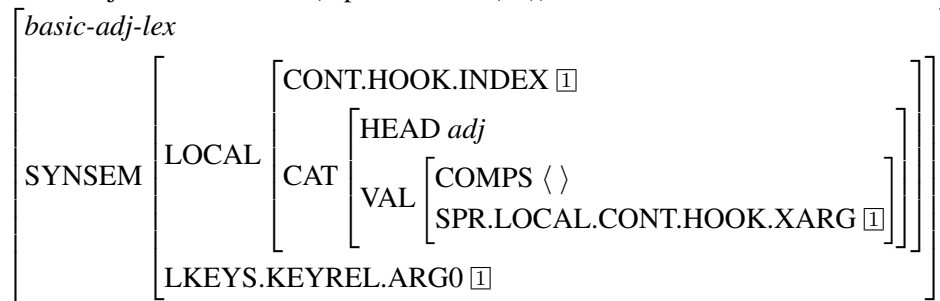 basic-adj-lex
CONT.HOOK.INDEX 1
HEAD adj
COMPS ⟨ ⟩
SPR.LOCAL.CONT.HOOK.XARG 1
VAL
CAT
LOCAL
SYNSEM
LKEYS.KEYREL.ARG0 1